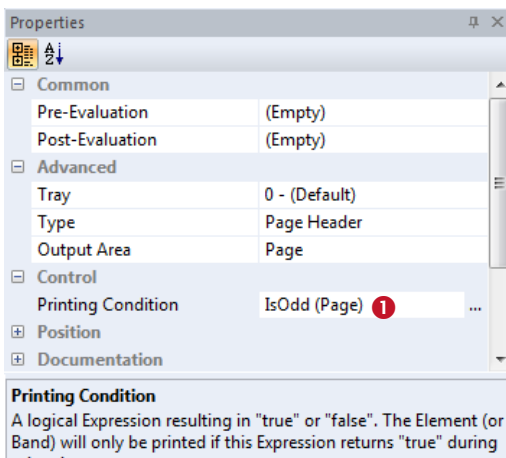 Properties
Common
Pre-Evaluation (Empty)
Post-Evaluation (Empty)
Advanced
Tray 0 - (Default)
Type Page Header
Output Area Page
Control
Printing Condition IsOdd (Page) 1 ...
Position
Documentation
Printing Condition
A logical Expression resulting in "true" or "false". The Element (or
Band) will only be printed if this Expression returns "true" during